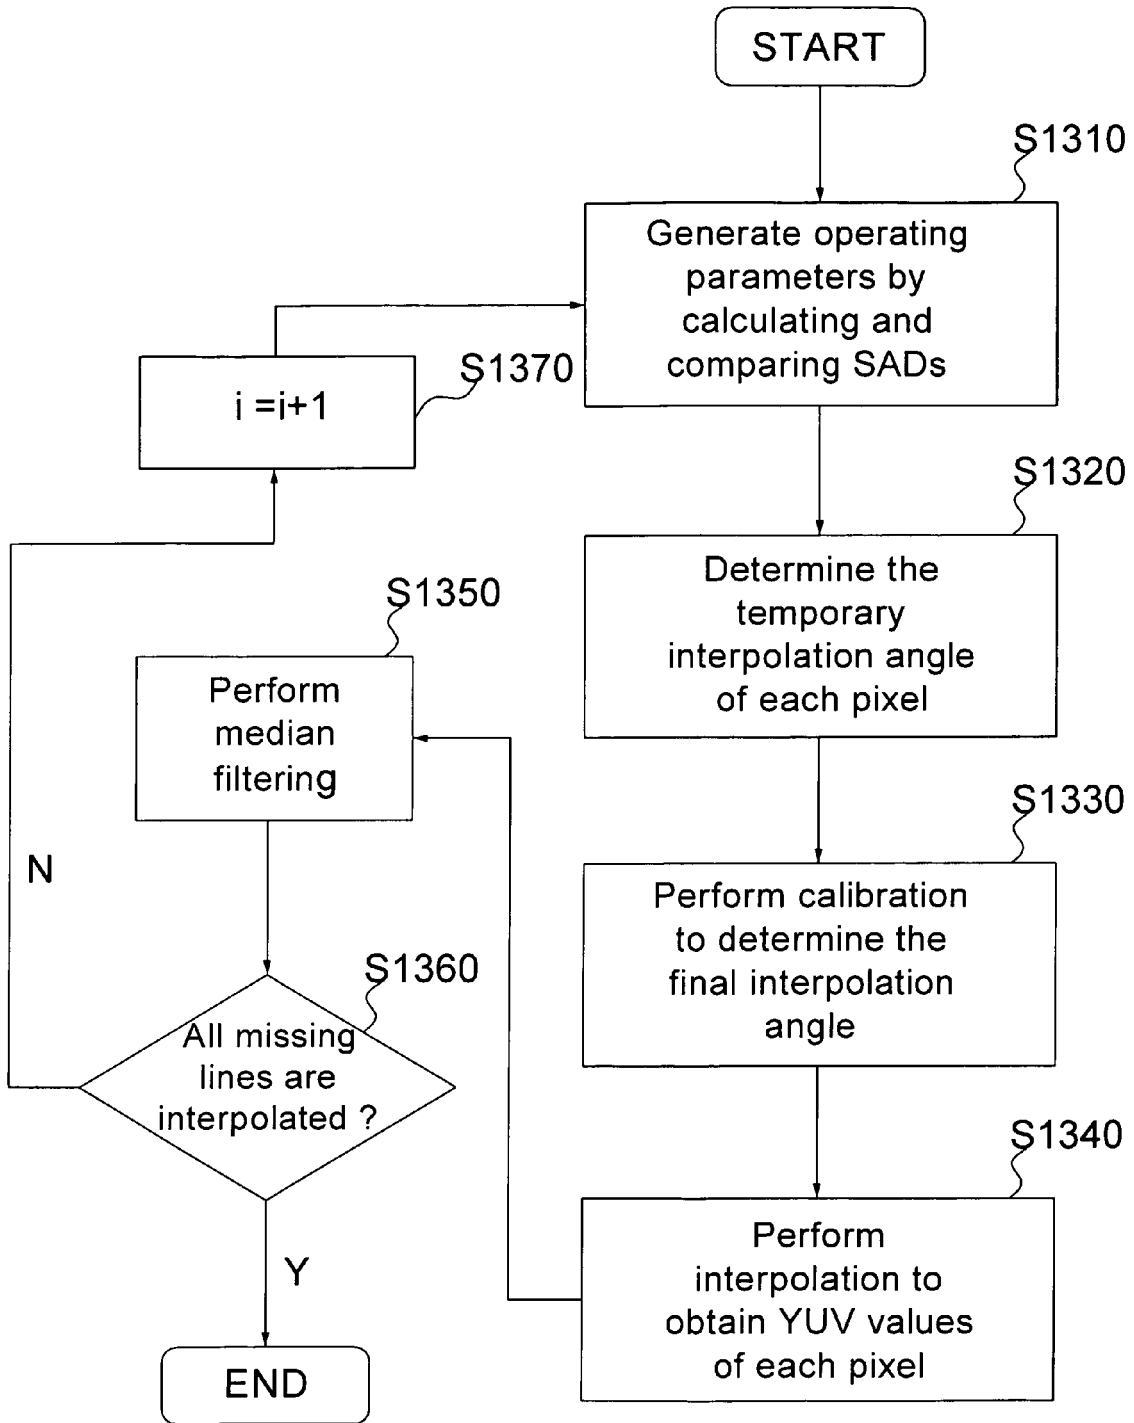 START
S1310
Generate operating
parameters by
calculating and
comparing SADs
S1370
i =i+1
S1320
Determine the
temporary
interpolation angle
of each pixel
S1350
Perform
median
filtering
S1330
Perform calibration
to determine the
final interpolation
angle
N
S1360
All missing
lines are
interpolated ?
S1340
Perform
interpolation to
obtain YUV values
of each pixel
Y
END